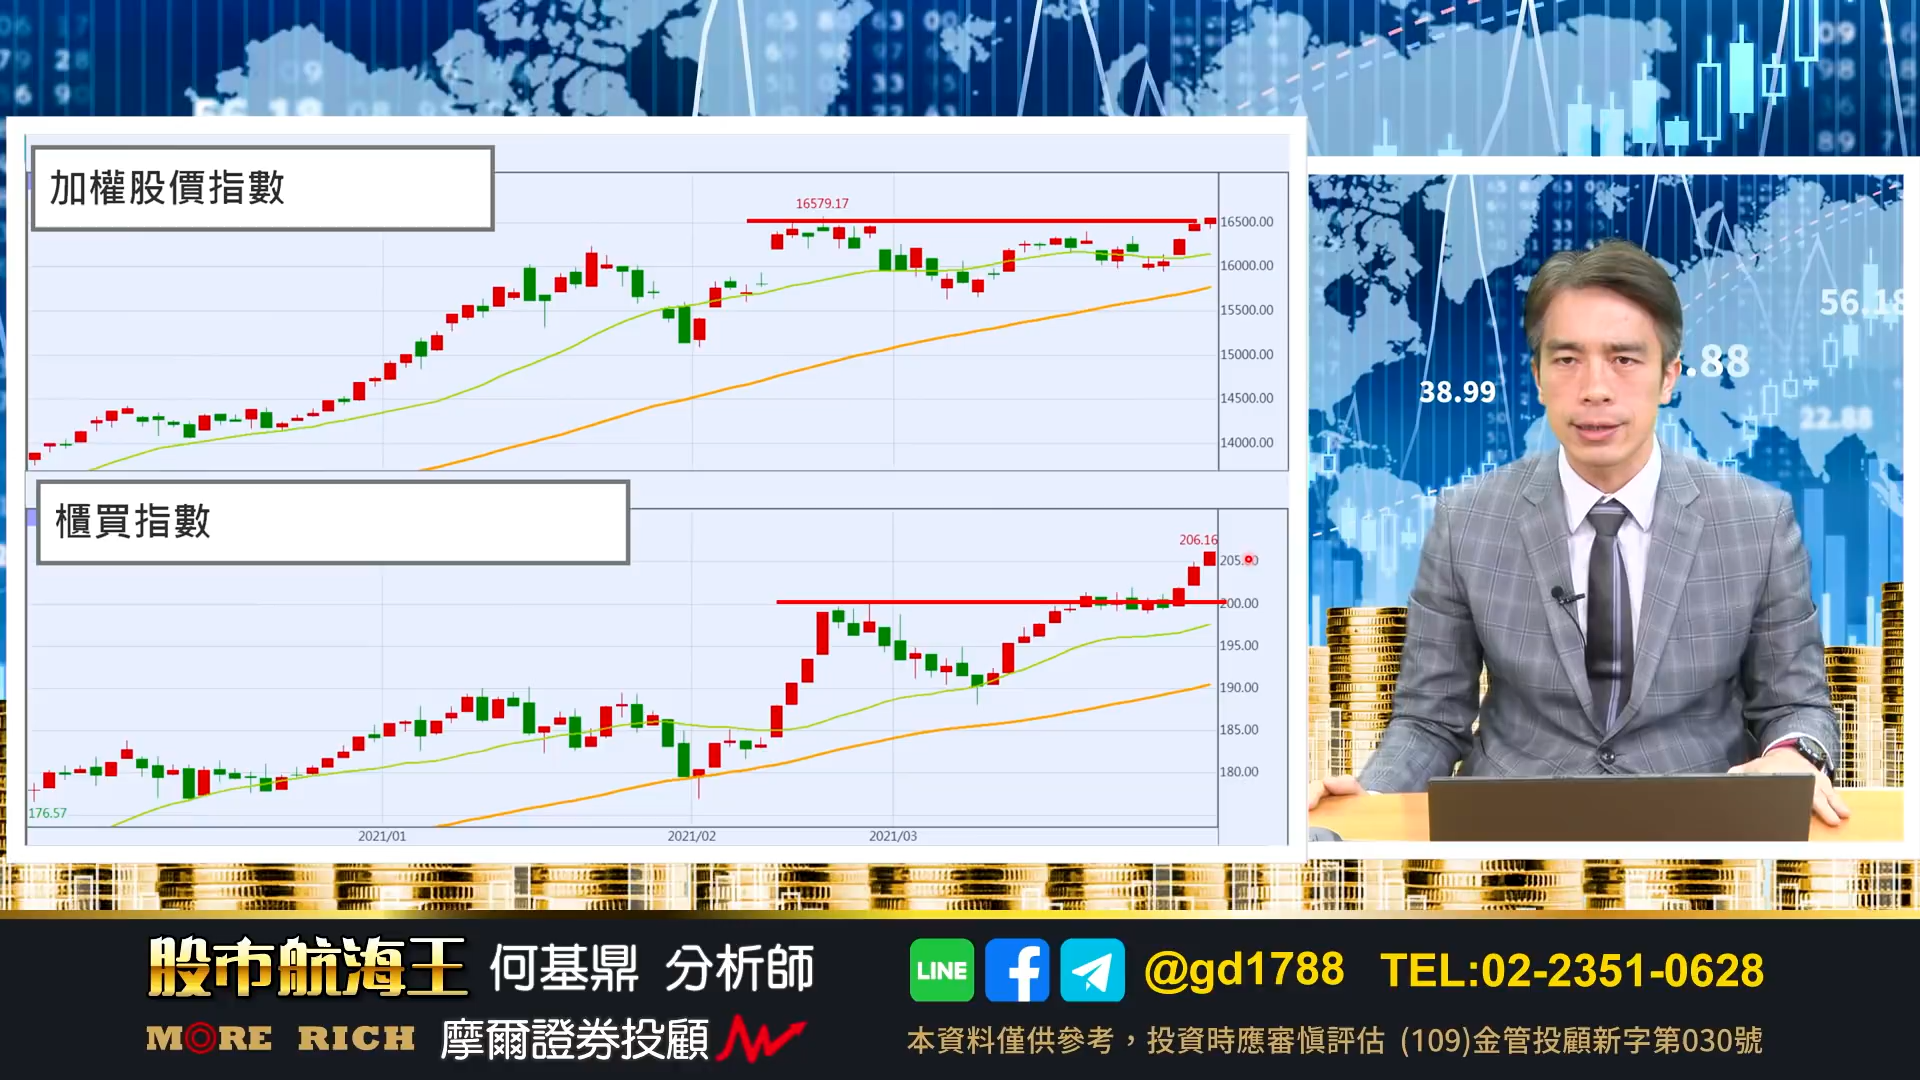 加權股價指數
16579.17
16500.00
16000.00
15500.00
15000.00
14500.00
14000.00
櫃買指數
206.16
200.00
195.00
190.00
185.00
180.00
176.57
2021/01 2021/02 2021/03
56.18
38.99
.88
22.88
股市航海王 何基鼎 分析師
LINE @gd1788 TEL:02-2351-0628
MORE RICH 摩爾證券投顧
本資料僅供參考，投資時應審慎評估 (109)金管投顧新字第030號